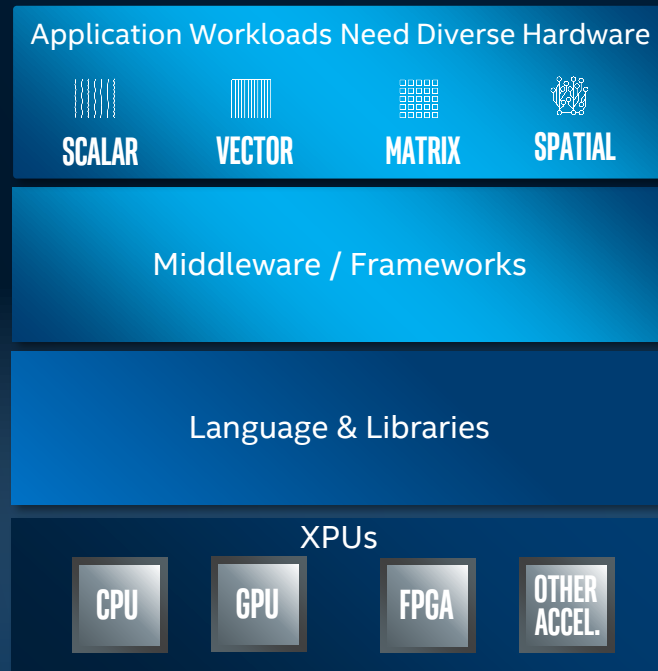 Application Workloads Need Diverse Hardware
SCALAR VECTOR MATRIX SPATIAL
Middleware / Frameworks
Language & Libraries
XPUs
CPU GPU FPGA OTHER
ACCEL.